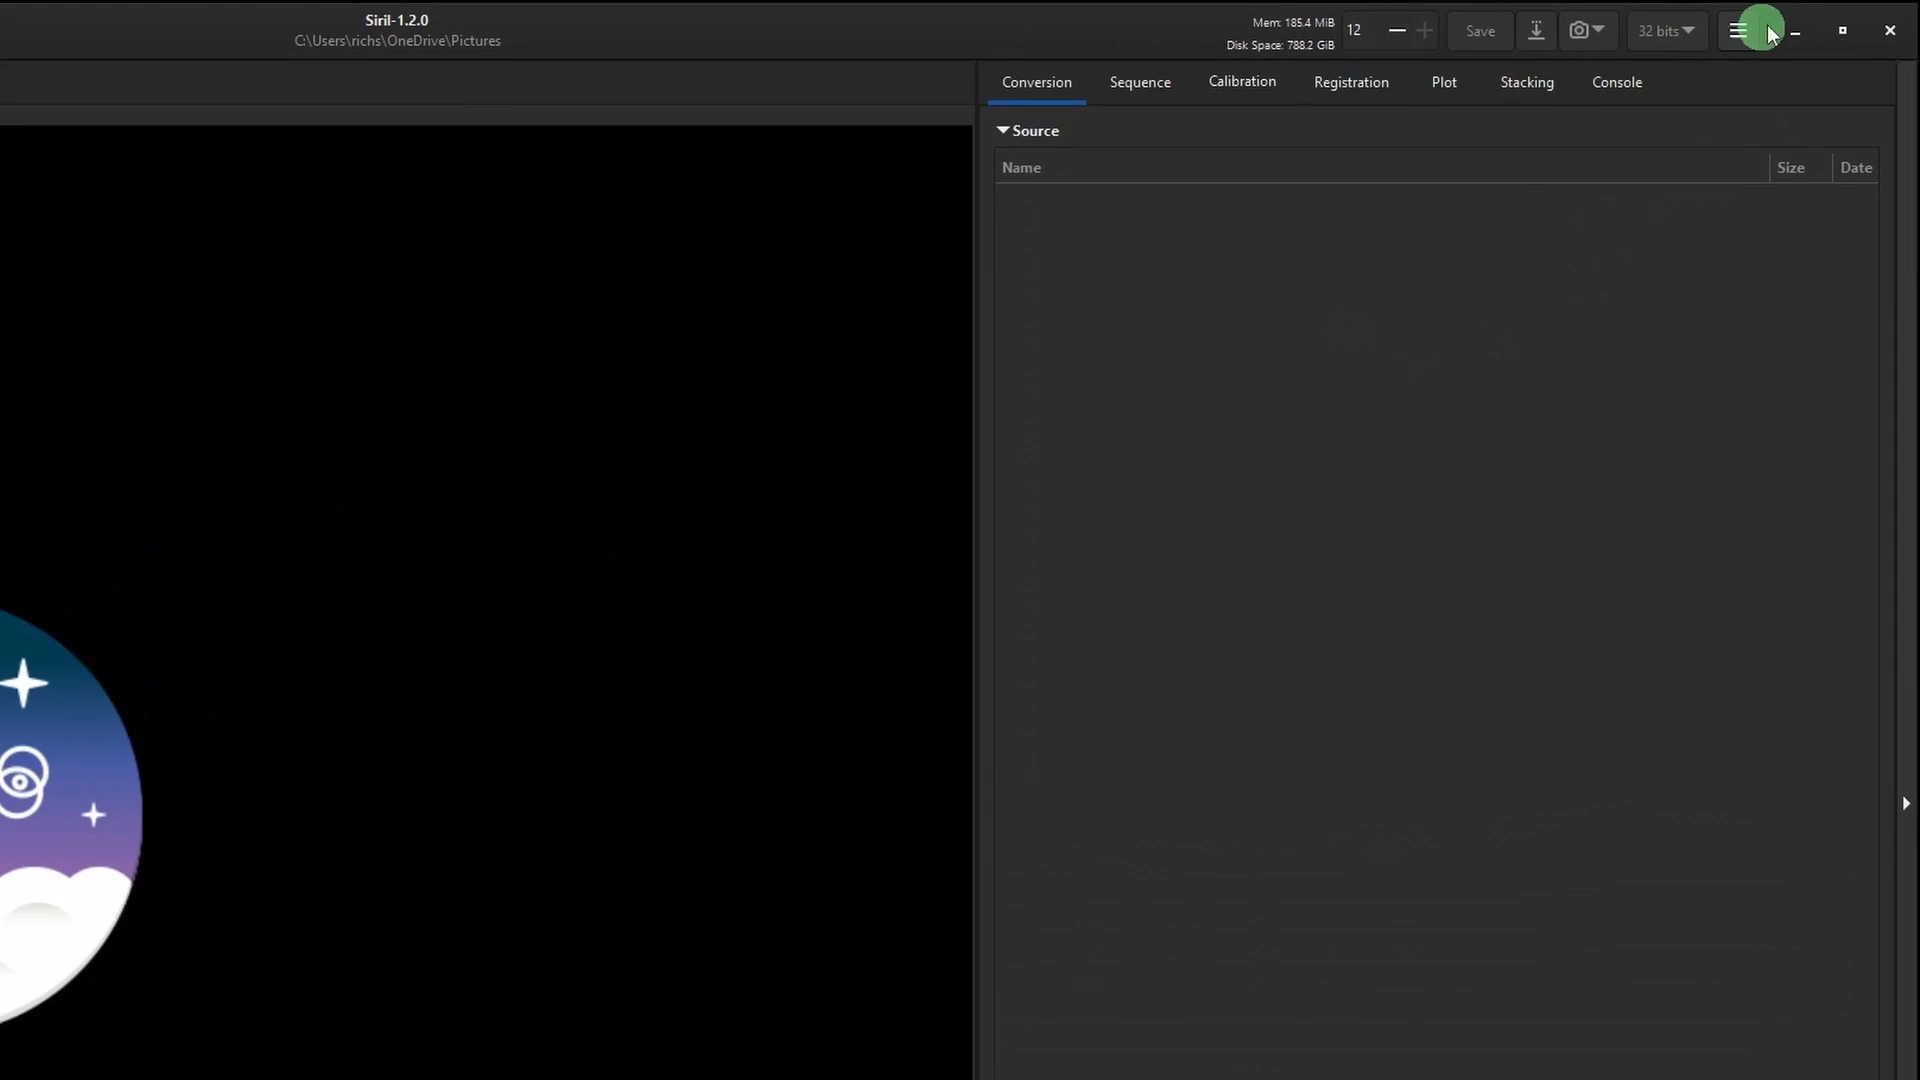 Siril-1.2.0
C:\Users\richs\OneDrive\Pictures
Mem: 185.4 MiB
Disk Space: 788.2 GiB
12
Save
32 bits
Conversion Sequence Calibration Registration Plot Stacking Console
Source
Name Size Date